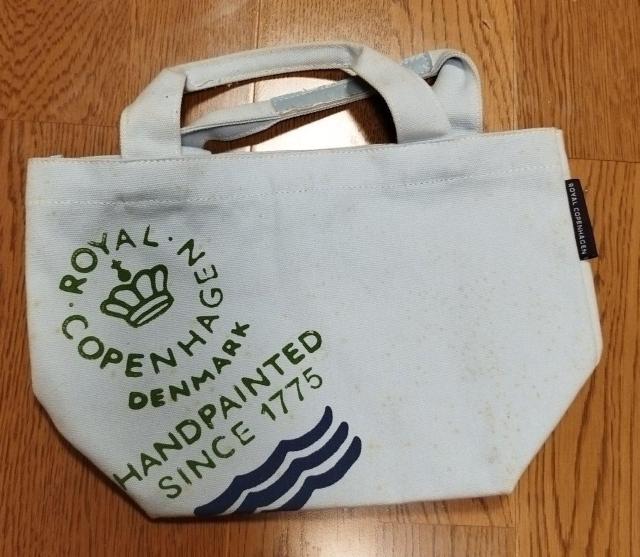 · ROYAL ·
COPENHAGEN
DENMARK
HANDPAINTED
SINCE 1775
ROYAL COPENHAGEN